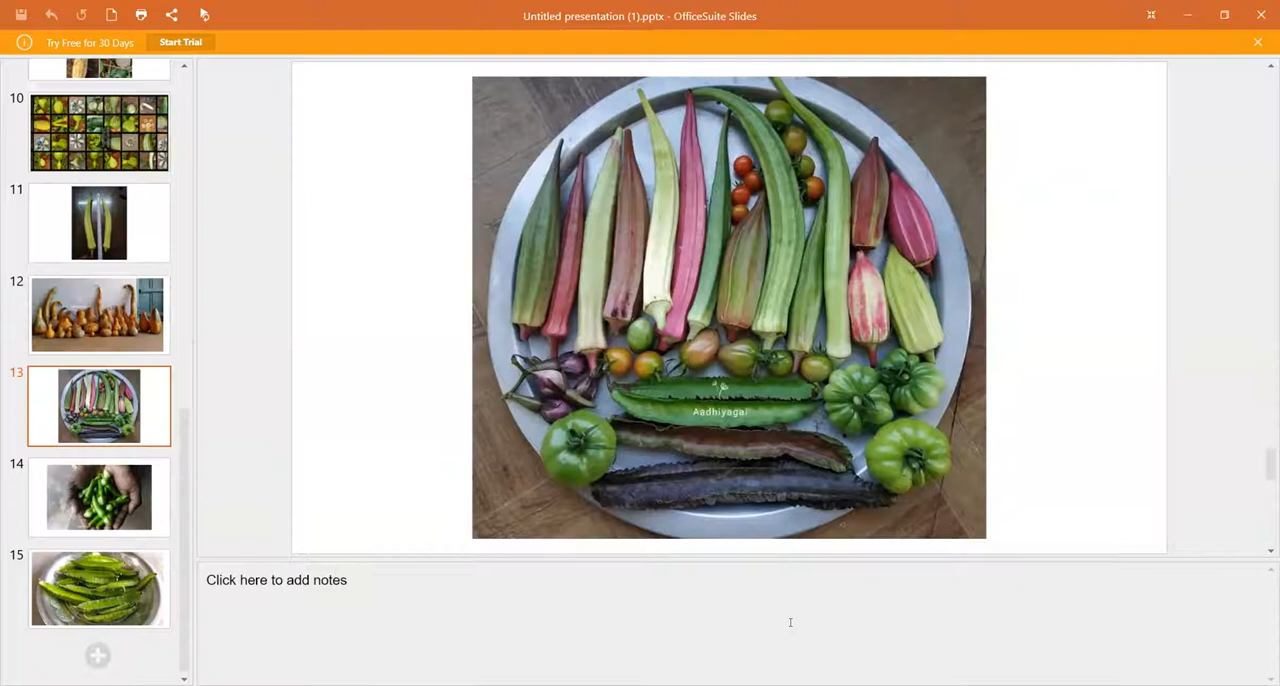 Untitled presentation (1).pptx - OfficeSuite Slides
Try Free for 30 Days
Start Trial
10
11
12
13
14
15
Aadhiyagai
Click here to add notes